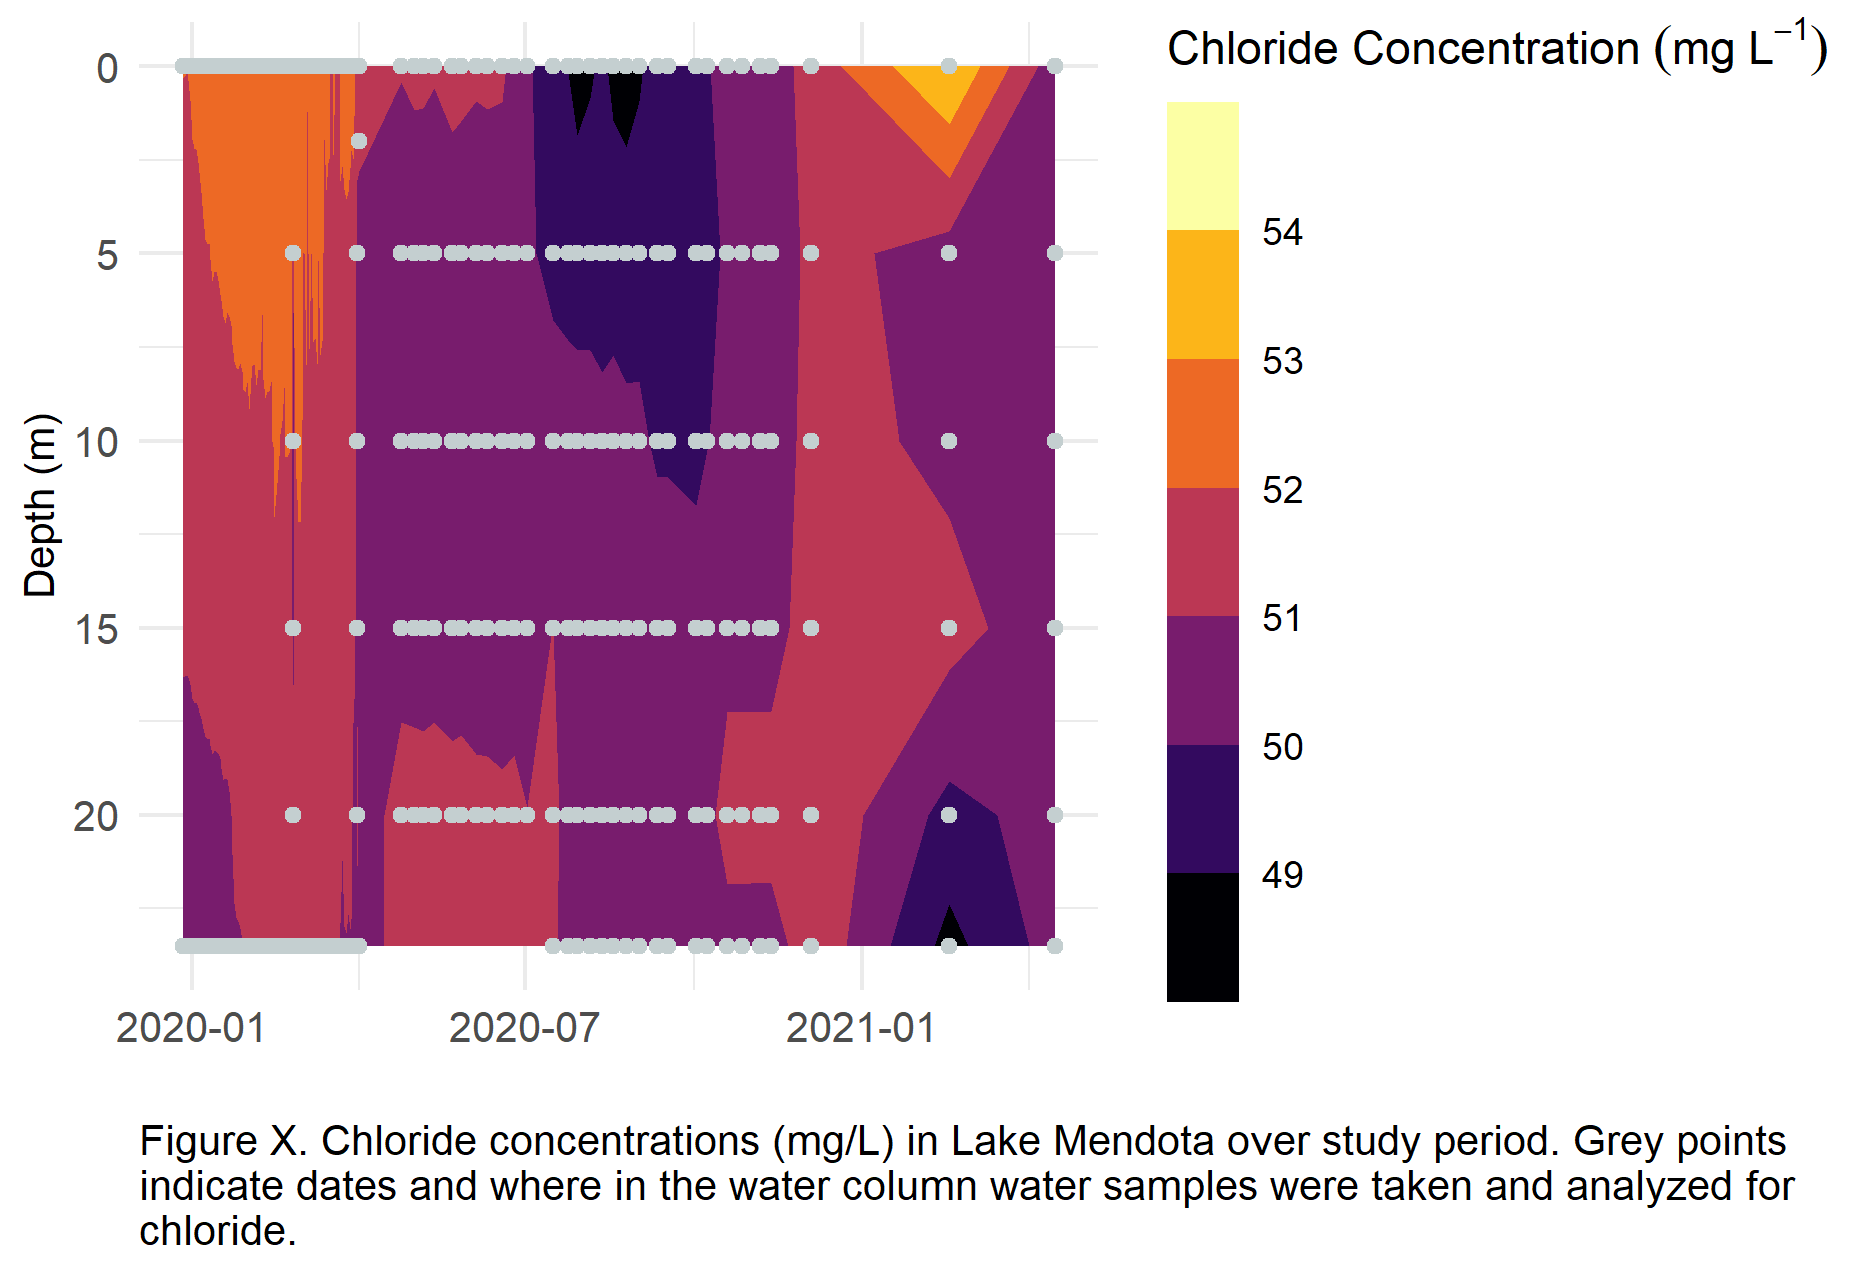 Chloride Concentration (mg L⁻¹)
0
5
10
15
20
Depth (m)
54
53
52
51
50
49
2020-01
2020-07
2021-01
Figure X. Chloride concentrations (mg/L) in Lake Mendota over study period. Grey points
indicate dates and where in the water column water samples were taken and analyzed for
chloride.